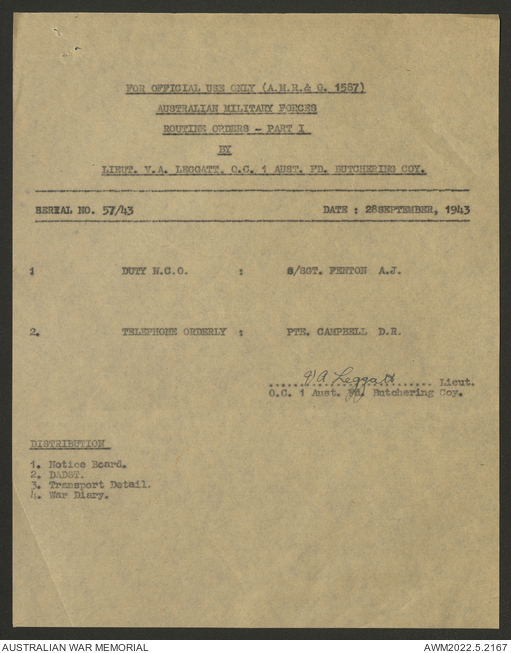 FOR OFFICIAL USE ONLY (A.M.R.& O. 1587)
AUSTRALIAN MILITARY FORCES
ROUTINE ORDERS - PART I
BY
LIEUT. V.A. LEGGATT, O.C. 1 AUST. FD. BUTCHERING COY.
SERIAL NO. 57/43 DATE : 28SEPTEMBER, 1943
1 DUTY N.C.O. : S/SGT. FENTON A.J.
2. TELEPHONE ORDERLY : PTE. CAMPBELL D.R.
VA Leggatt Lieut.
O.C. 1 Aust. Fd. Butchering Coy.
DISTRIBUTION
1. Notice Board.
2. DADST.
3. Transport Detail.
4. War Diary.
AUSTRALIAN WAR MEMORIAL AWM2022.5.2167